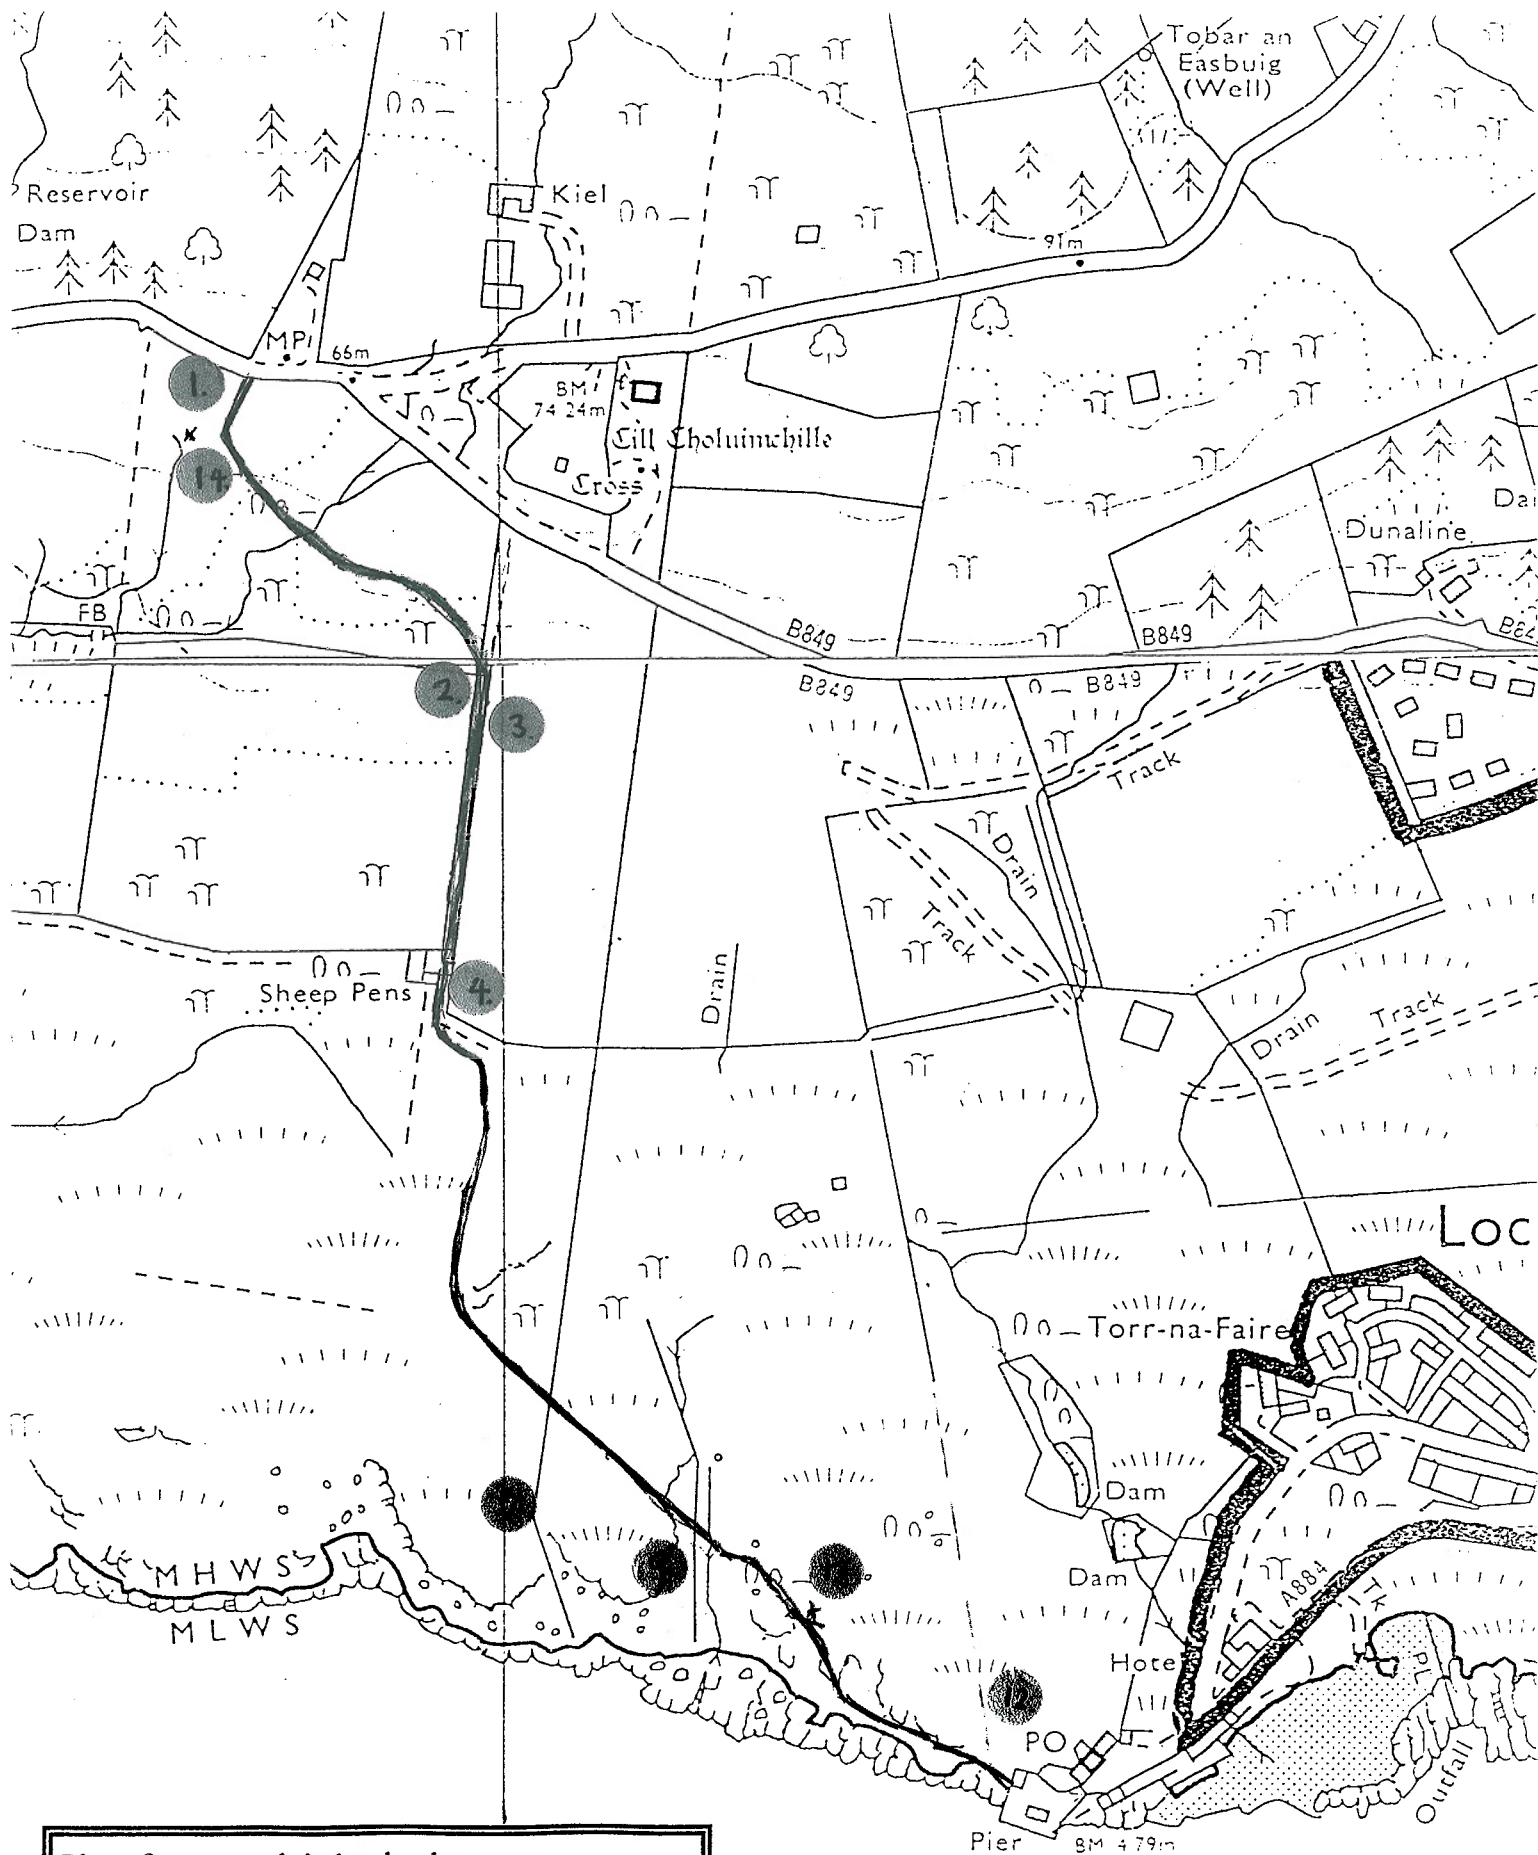 Tobar an
Easbuig
(Well)
Reservoir
Dam
Kiel
91m
MP
66m
1.
BM
74.24m
Cill Choluimchille
Cross
14.
Dunaline
FB
B849
B849
B849
B849
2.
3.
Track
Drain
Track
4.
Sheep Pens
Drain
Drain
Track
Loc
Torr-na-Faire
Dam
Dam
MHWS
MLWS
A884
Tk
Hotel
PO
Pier
BM 4.79m
Outfall